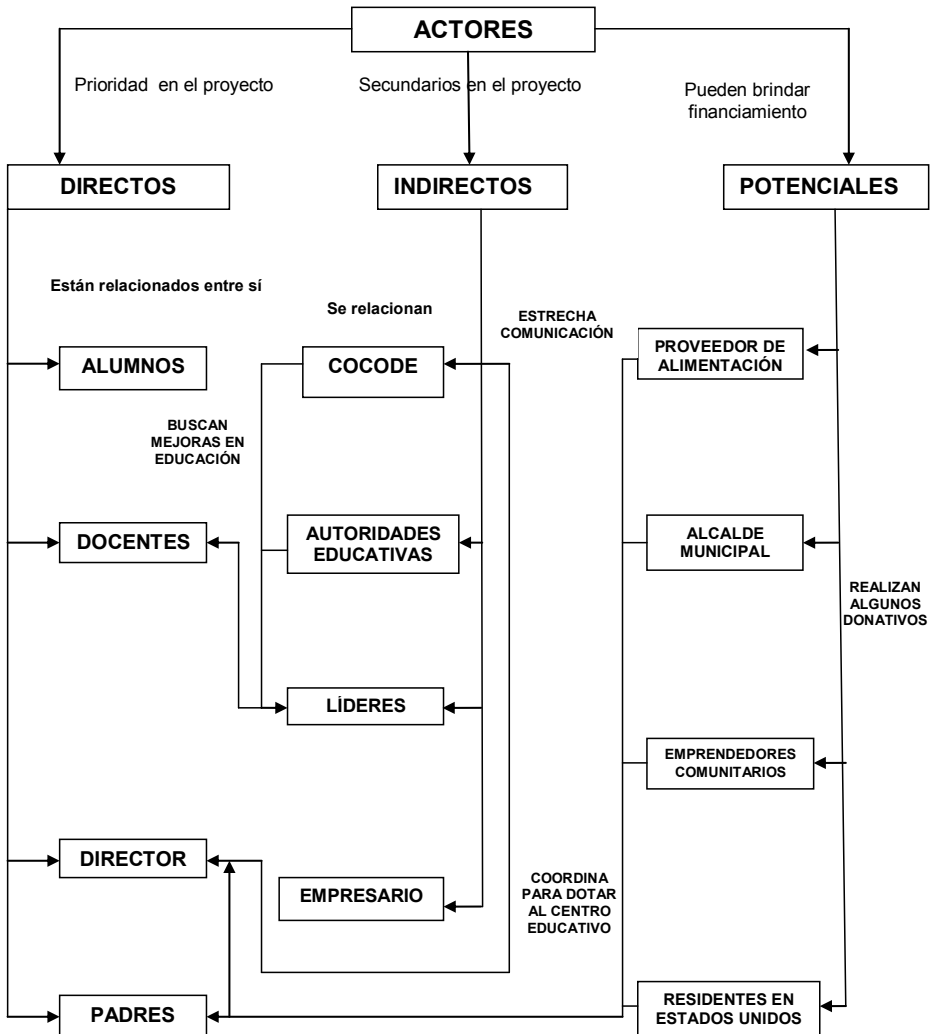 ACTORES
Prioridad en el proyecto
Secundarios en el proyecto
Pueden brindar
financiamiento
DIRECTOS
INDIRECTOS
POTENCIALES
Están relacionados entre sí
Se relacionan
ESTRECHA
COMUNICACIÓN
ALUMNOS
COCODE
PROVEEDOR DE
ALIMENTACIÓN
BUSCAN
MEJORAS EN
EDUCACIÓN
DOCENTES
AUTORIDADES
EDUCATIVAS
ALCALDE
MUNICIPAL
REALIZAN
ALGUNOS
DONATIVOS
LÍDERES
EMPRENDEDORES
COMUNITARIOS
DIRECTOR
EMPRESARIO
COORDINA
PARA DOTAR
AL CENTRO
EDUCATIVO
PADRES
RESIDENTES EN
ESTADOS UNIDOS